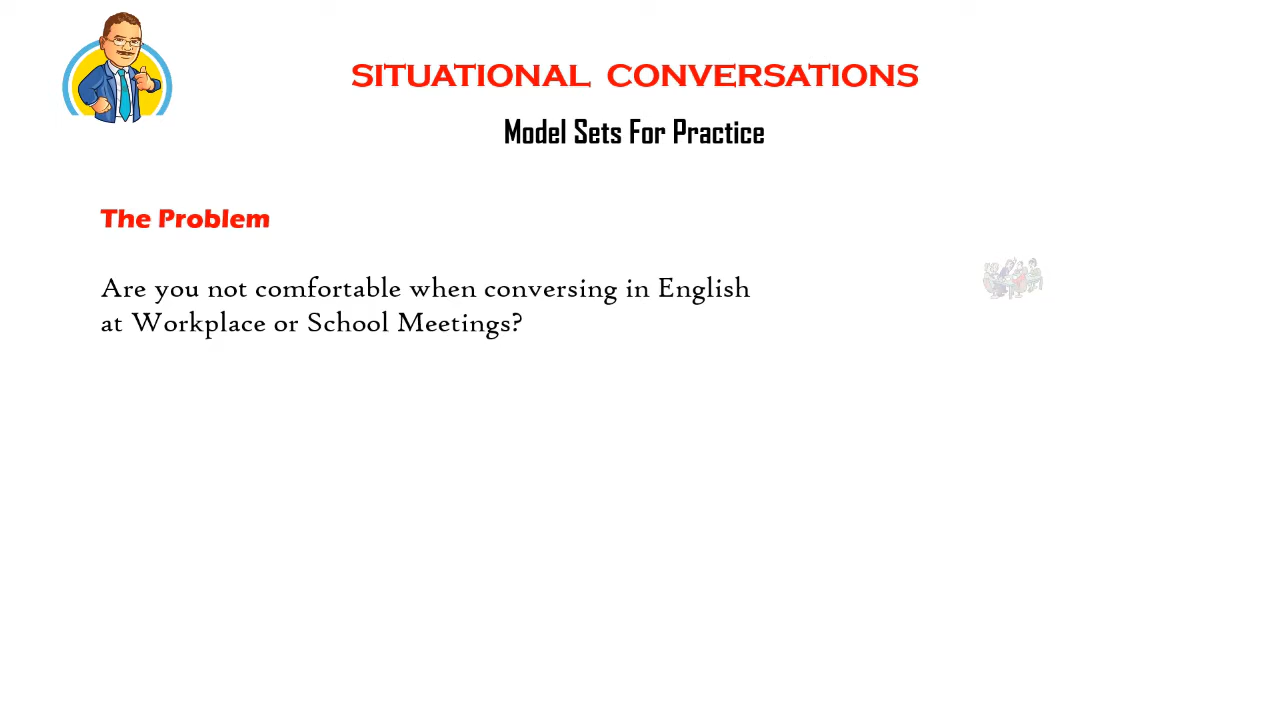 SITUATIONAL CONVERSATIONS
Model Sets For Practice
The Problem
Are you not comfortable when conversing in English
at Workplace or School Meetings?